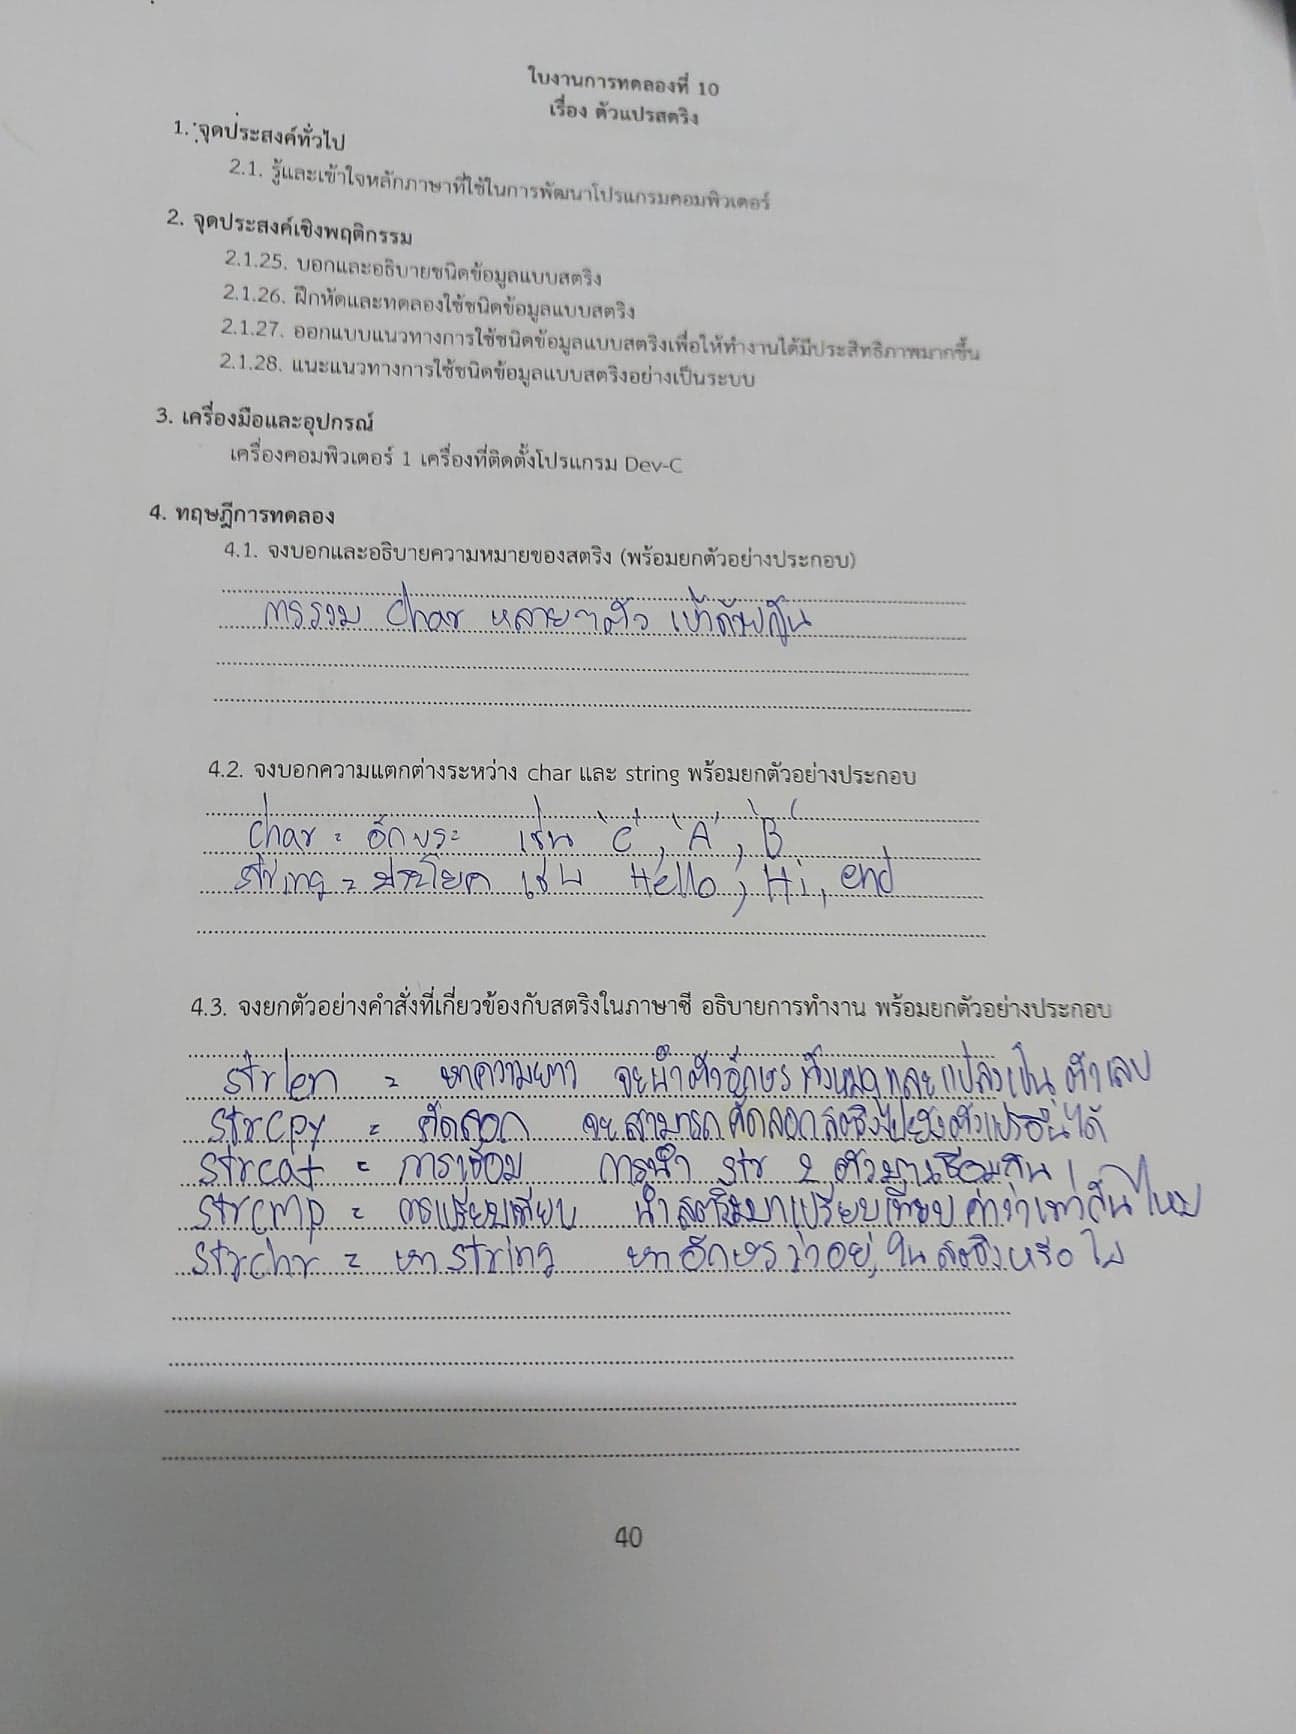 ใบงานการทดลองที่ 10
เรื่อง ตัวแปรสตริง
1. จุดประสงค์ทั่วไป
2.1. รู้และเข้าใจหลักภาษาที่ใช้ในการพัฒนาโปรแกรมคอมพิวเตอร์
2. จุดประสงค์เชิงพฤติกรรม
2.1.25. บอกและอธิบายชนิดข้อมูลแบบสตริง
2.1.26. ฝึกหัดและทดลองใช้ชนิดข้อมูลแบบสตริง
2.1.27. ออกแบบแนวทางการใช้ชนิดข้อมูลแบบสตริงเพื่อให้ทำงานได้มีประสิทธิภาพมากขึ้น
2.1.28. แนะแนวทางการใช้ชนิดข้อมูลแบบสตริงอย่างเป็นระบบ
3. เครื่องมือและอุปกรณ์
เครื่องคอมพิวเตอร์ 1 เครื่องที่ติดตั้งโปรแกรม Dev-C
4. ทฤษฎีการทดลอง
4.1. จงบอกและอธิบายความหมายของสตริง (พร้อมยกตัวอย่างประกอบ)
การรวม char หลายๆตัว เข้าด้วยกัน
4.2. จงบอกความแตกต่างระหว่าง char และ string พร้อมยกตัวอย่างประกอบ
char = อักขระ เช่น 'C', 'A', 'B'
string = ประโยค เช่น Hello, Hi, end
4.3. จงยกตัวอย่างคำสั่งที่เกี่ยวข้องกับสตริงในภาษาซี อธิบายการทำงาน พร้อมยกตัวอย่างประกอบ
strlen = หาความยาว จะนำตัวอักษรทั้งหมดและแปลงเป็นตัวเลข
strcpy = คัดลอก จะสามารถคัดลอกสตริงไปยังตัวแปรอื่นได้
strcat = การเชื่อม การนำ str 2 ตัวมาเชื่อมกัน
strcmp = การเปรียบเทียบ นำสตริงมาเปรียบเทียบค่าว่าเท่ากันไหม
strchr = หา string หาอักษรว่าอยู่ในสตริงหรือไม่
40